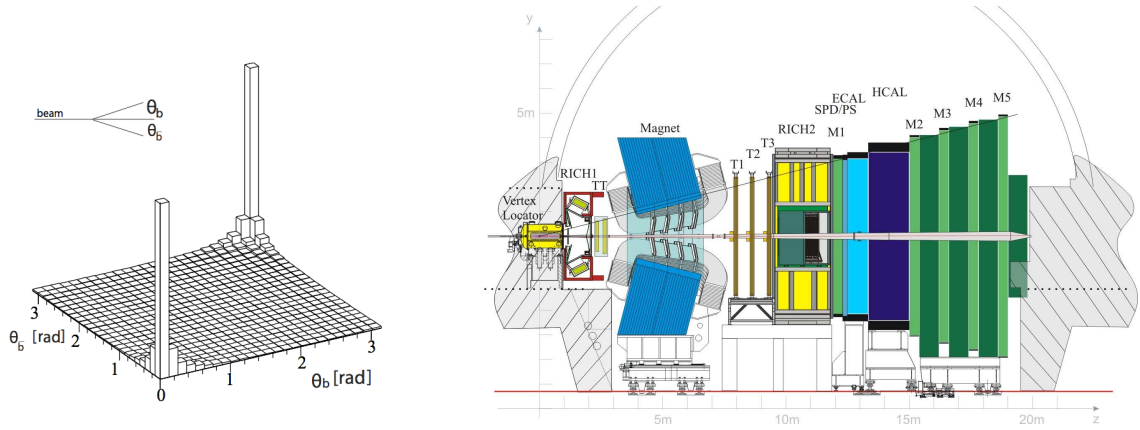 beam
θb
θb̄
3
2
1
0
1
2
3
θb̄ [rad]
θb [rad]
y
5m
Vertex
Locator
RICH1
TT
Magnet
T1
T2
T3
RICH2
M1
SPD/PS
ECAL
HCAL
M2
M3
M4
M5
5m
10m
15m
20m
z